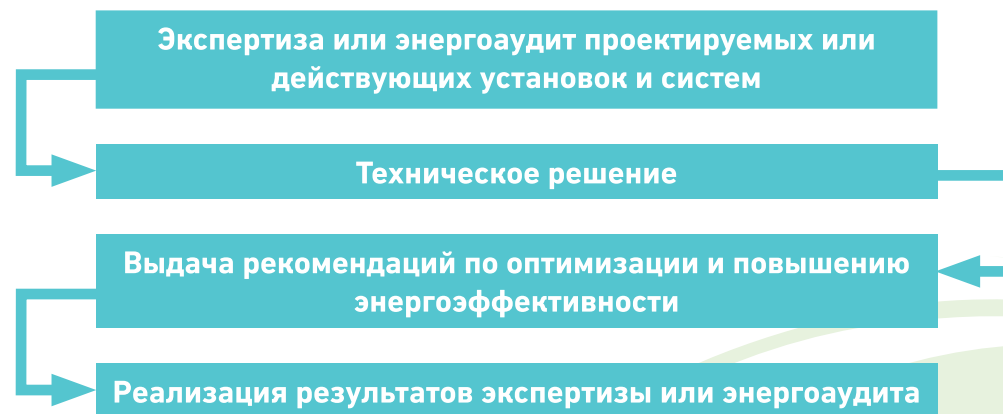 Экспертиза или энергоаудит проектируемых или
действующих установок и систем
Техническое решение
Выдача рекомендаций по оптимизации и повышению
энергоэффективности
Реализация результатов экспертизы или энергоаудита